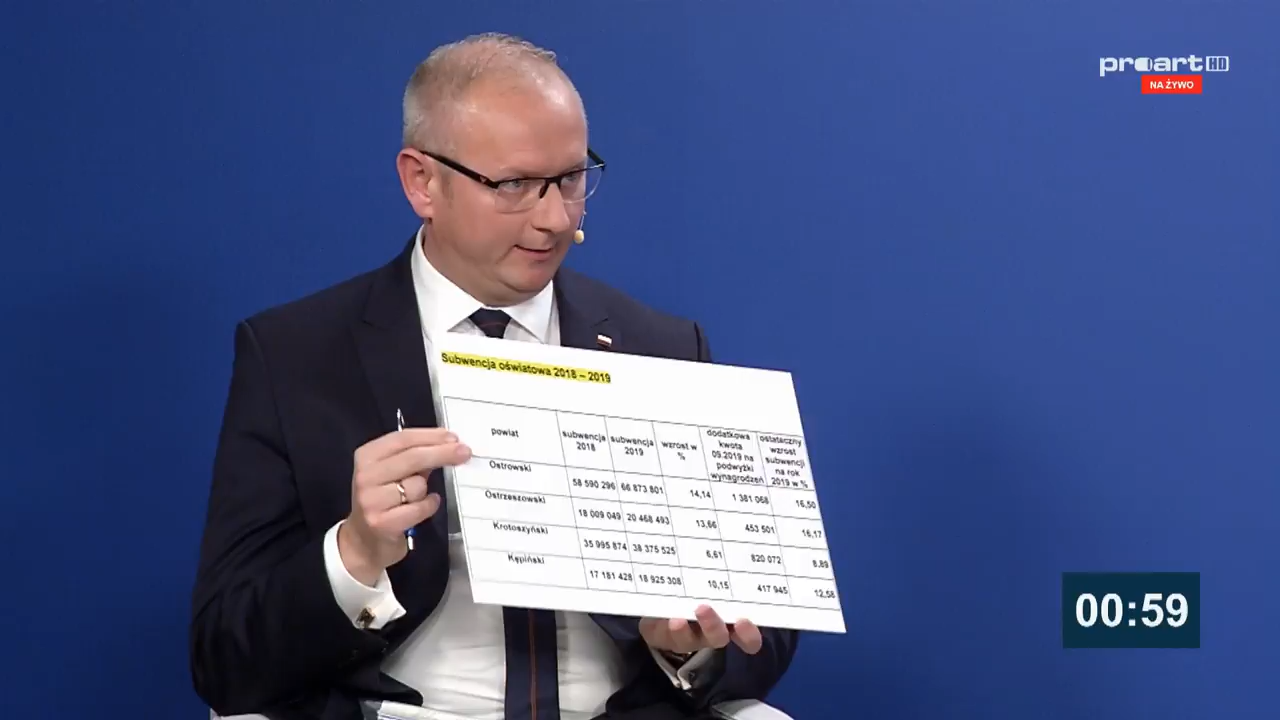 proart HD
NA ŻYWO
Subwencja oświatowa 2018 – 2019
powiat
subwencja
2018
subwencja
2019
wzrost w
%
dodatkowa
kwota
09.2019 na
podwyżki
wynagrodzeń
ostateczny
wzrost
subwencji
na rok
2019 w %
Ostrowski 58 590 296 66 873 801 14,14 1 381 068 16,50
Ostrzeszowski 18 009 049 20 468 493 13,66 453 501 16,17
Krotoszyński 35 995 874 38 375 525 6,61 820 072 8,89
Kępiński 17 181 428 18 925 308 10,15 417 945 12,58
00:59